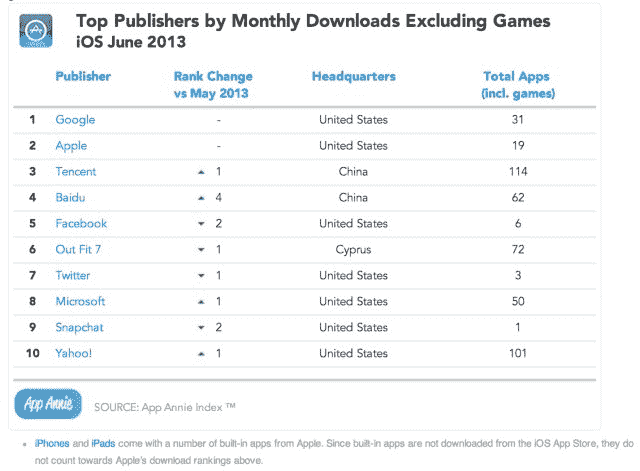 Top Publishers by Monthly Downloads Excluding Games
iOS June 2013
Publisher Rank Change Headquarters Total Apps
vs May 2013 (incl. games)
1 Google - United States 31
2 Apple - United States 19
3 Tencent ▲ 1 China 114
4 Baidu ▲ 4 China 62
5 Facebook ▼ 2 United States 6
6 Out Fit 7 ▼ 1 Cyprus 72
7 Twitter ▼ 1 United States 3
8 Microsoft ▲ 1 United States 50
9 Snapchat ▼ 2 United States 1
10 Yahoo! ▲ 1 United States 101
App Annie SOURCE: App Annie Index ™
• iPhones and iPads come with a number of built-in apps from Apple. Since built-in apps are not downloaded from the iOS App Store, they do
not count towards Apple's download rankings above.